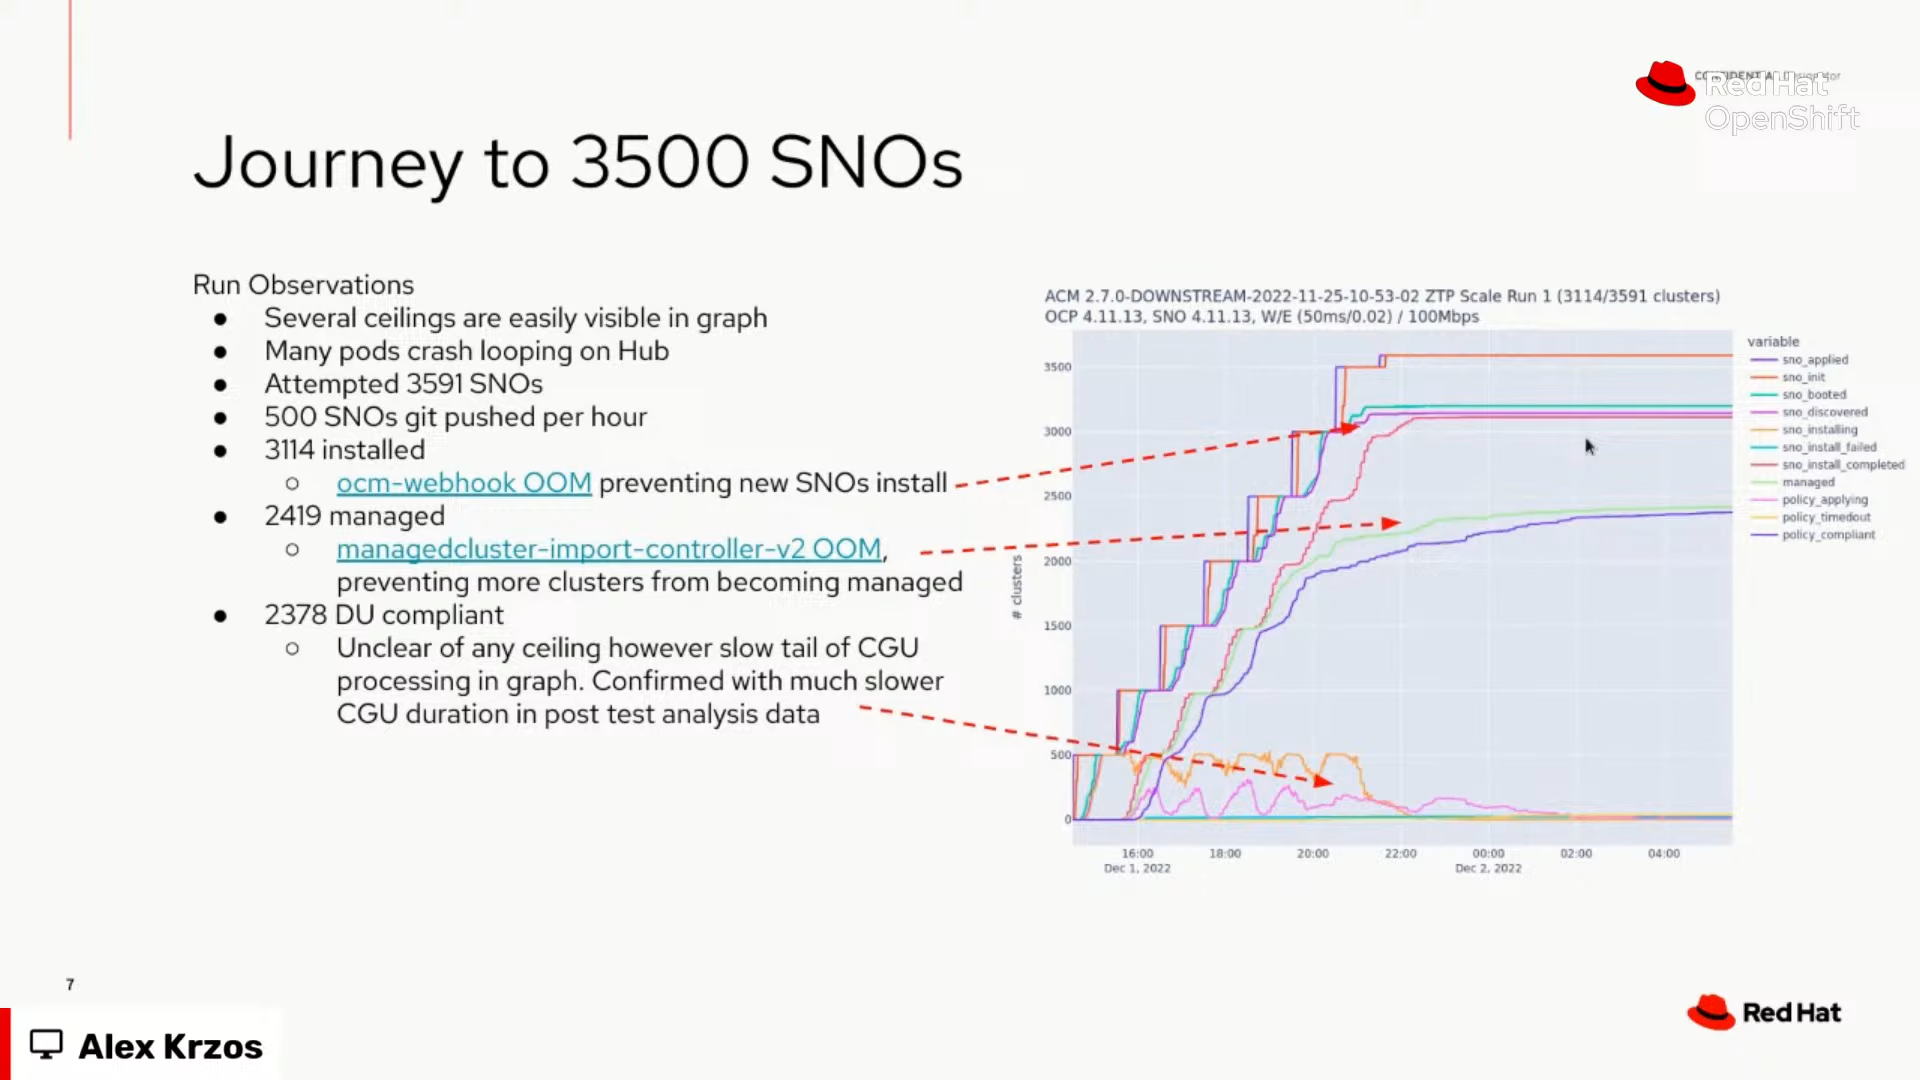 Red Hat
OpenShift
Journey to 3500 SNOs
Run Observations
● Several ceilings are easily visible in graph
● Many pods crash looping on Hub
● Attempted 3591 SNOs
● 500 SNOs git pushed per hour
● 3114 installed
○ ocm-webhook OOM preventing new SNOs install
● 2419 managed
○ managedcluster-import-controller-v2 OOM,
preventing more clusters from becoming managed
● 2378 DU compliant
○ Unclear of any ceiling however slow tail of CGU
processing in graph. Confirmed with much slower
CGU duration in post test analysis data
ACM 2.7.0-DOWNSTREAM-2022-11-25-10-53-02 ZTP Scale Run 1 (3114/3591 clusters)
OCP 4.11.13, SNO 4.11.13, W/E (50ms/0.02) / 100Mbps
# clusters
3500
3000
2500
2000
1500
1000
500
0
16:00
Dec 1, 2022
18:00
20:00
22:00
00:00
Dec 2, 2022
02:00
04:00
variable
sno_applied
sno_init
sno_booted
sno_discovered
sno_installing
sno_install_failed
sno_install_completed
managed
policy_applying
policy_timedout
policy_compliant
7
Red Hat
Alex Krzos